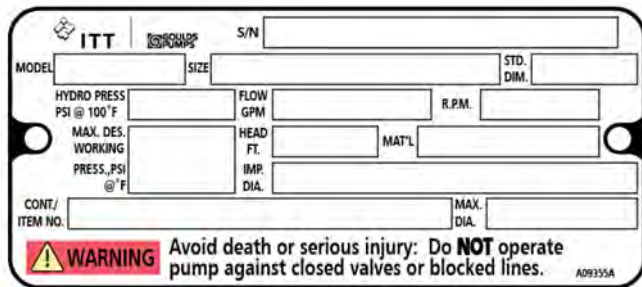 ITT GOULDS PUMPS S/N
MODEL SIZE STD. DIM.
HYDRO PRESS PSI @ 100˚F FLOW GPM R.P.M.
MAX. DES. WORKING PRESS.,PSI @˚F HEAD FT. MAT'L
IMP. DIA.
CONT./ ITEM NO. MAX. DIA.
WARNING Avoid death or serious injury: Do NOT operate
pump against closed valves or blocked lines. A09355A